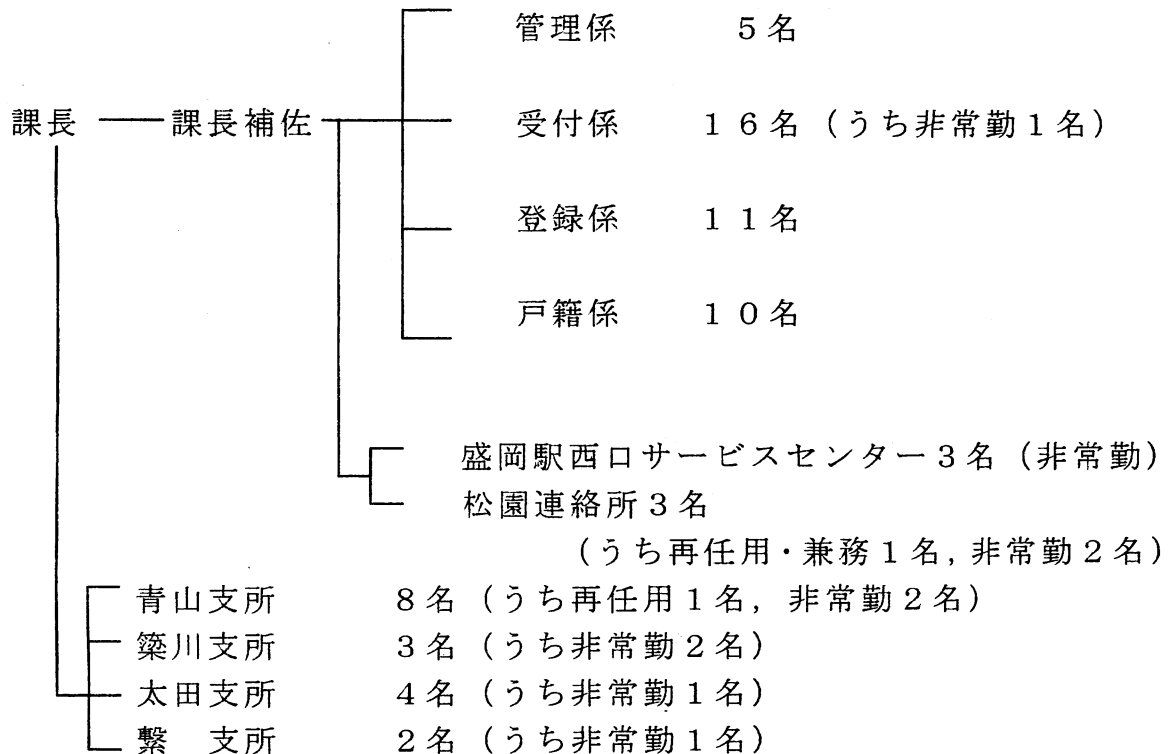 管理係　５名
課長　課長補佐　受付係　１６名（うち非常勤１名）
登録係　１１名
戸籍係　１０名
盛岡駅西口サービスセンター３名（非常勤）
松園連絡所３名
（うち再任用・兼務１名，非常勤２名）
青山支所　８名（うち再任用１名，非常勤２名）
簗川支所　３名（うち非常勤２名）
太田支所　４名（うち非常勤１名）
繋　支所　２名（うち非常勤１名）